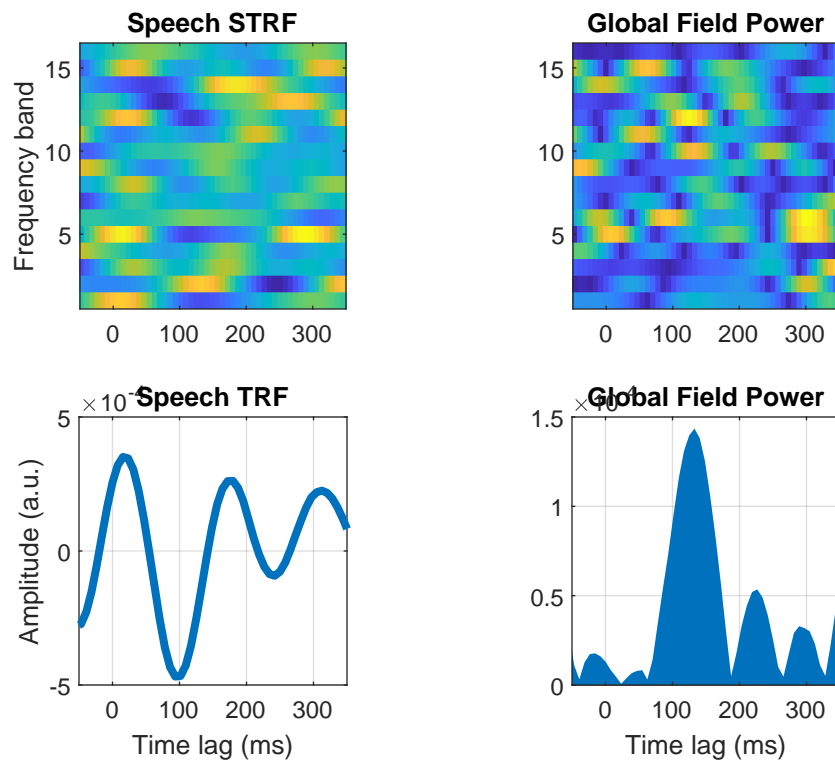 Speech STRF
15
10
5
Frequency band
0 100 200 300
Global Field Power
15
10
5
0 100 200 300
Speech TRF
× 10⁻⁴
5
0
-5
Amplitude (a.u.)
0 100 200 300
Time lag (ms)
Global Field Power
1.5
1
0.5
0
0 100 200 300
Time lag (ms)